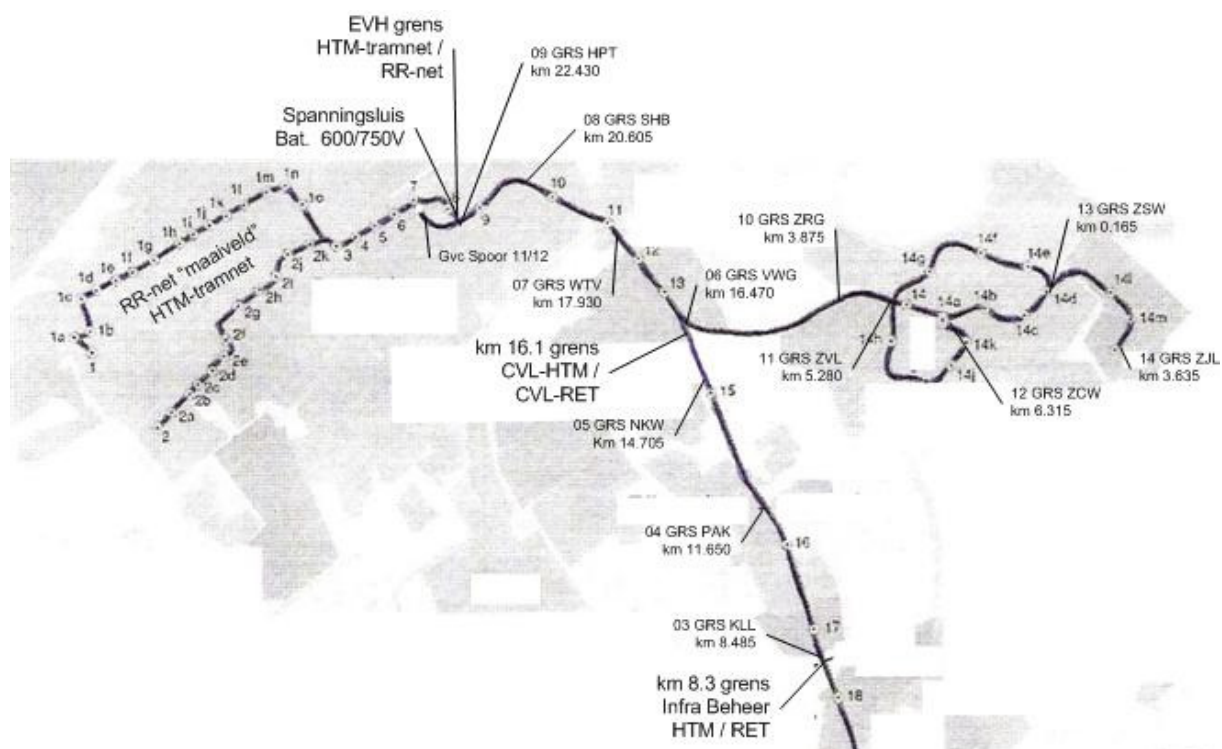 EVH grens
HTM-tramnet /
RR-net
09 GRS HPT
km 22.430
Spanningsluis
Bat. 600/750V
08 GRS SHB
km 20.605
1m
1n
1l
1k
1j
1i
1h
1g
1f
1e
1d
1c
1b
1a
1
1o
RR-net "maaiveld"
HTM-tramnet
2k
2j
2i
2h
2g
2f
2e
2d
2c
2b
2a
2
3
4
5
6
7
9
Gvc Spoor 11/12
10
11
12
13
07 GRS WTV
km 17.930
06 GRS VWG
km 16.470
10 GRS ZRG
km 3.875
13 GRS ZSW
km 0.165
14f
14g
14e
14d
14l
14m
14
14a
14b
14c
14h
14k
14j
11 GRS ZVL
km 5.280
12 GRS ZCW
km 6.315
14 GRS ZJL
km 3.635
km 16.1 grens
CVL-HTM /
CVL-RET
15
05 GRS NKW
Km 14.705
04 GRS PAK
km 11.650
16
03 GRS KLL
km 8.485
17
km 8.3 grens
Infra Beheer
HTM / RET
18